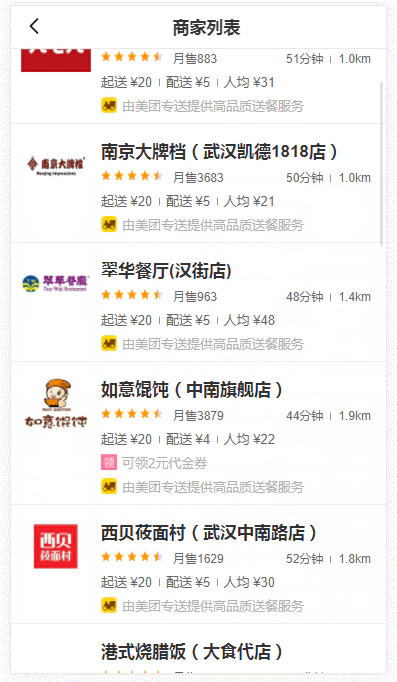 商家列表
月售883 51分钟 1.0km
起送 ¥20 配送 ¥5 人均 ¥31
由美团专送提供高品质送餐服务
南京大牌档
Nanjing Impressions
南京大牌档（武汉凯德1818店）
月售3683 50分钟 1.0km
起送 ¥20 配送 ¥5 人均 ¥21
由美团专送提供高品质送餐服务
翠華餐廳
Tsui Wah Restaurant
翠华餐厅(汉街店)
月售963 48分钟 1.4km
起送 ¥20 配送 ¥5 人均 ¥48
由美团专送提供高品质送餐服务
如意馄饨
如意馄饨（中南旗舰店）
月售3879 44分钟 1.9km
起送 ¥20 配送 ¥4 人均 ¥22
领 可领2元代金券
由美团专送提供高品质送餐服务
西贝
莜面村
西贝莜面村（武汉中南路店）
月售1629 52分钟 1.8km
起送 ¥20 配送 ¥5 人均 ¥30
由美团专送提供高品质送餐服务
港式烧腊饭（大食代店）